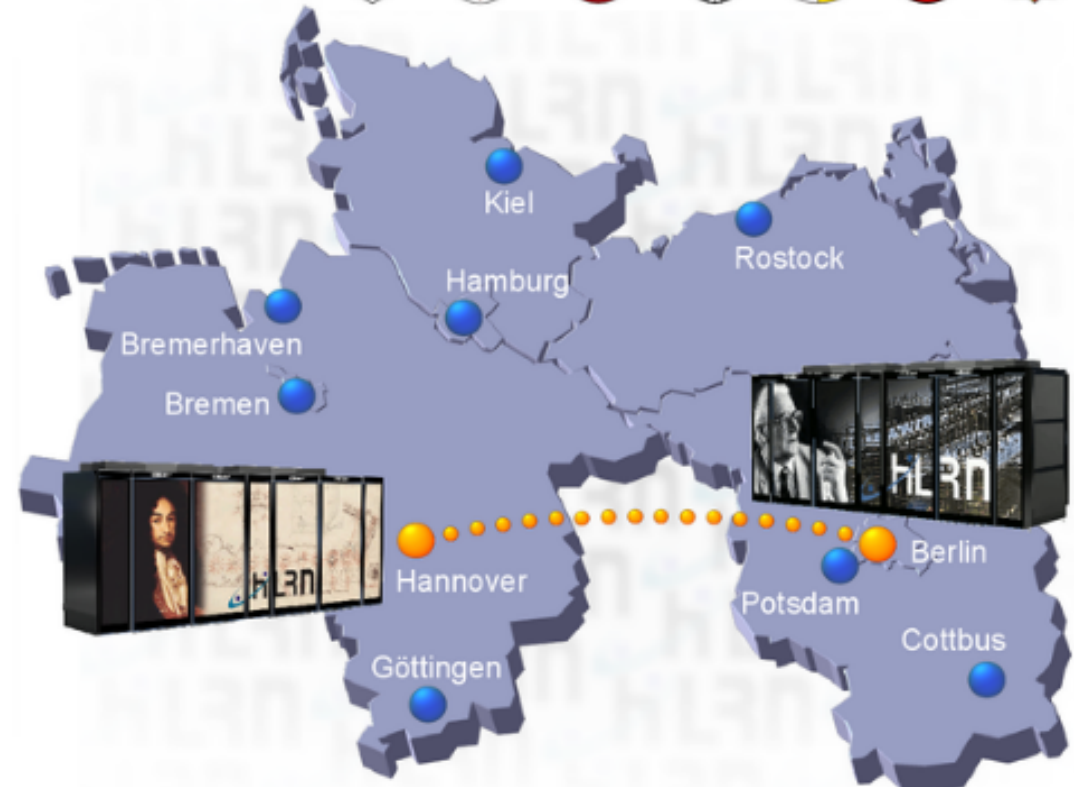 Kiel
Rostock
Hamburg
Bremerhaven
Bremen
HLRN
HLRN
Hannover
Berlin
Potsdam
Cottbus
Göttingen